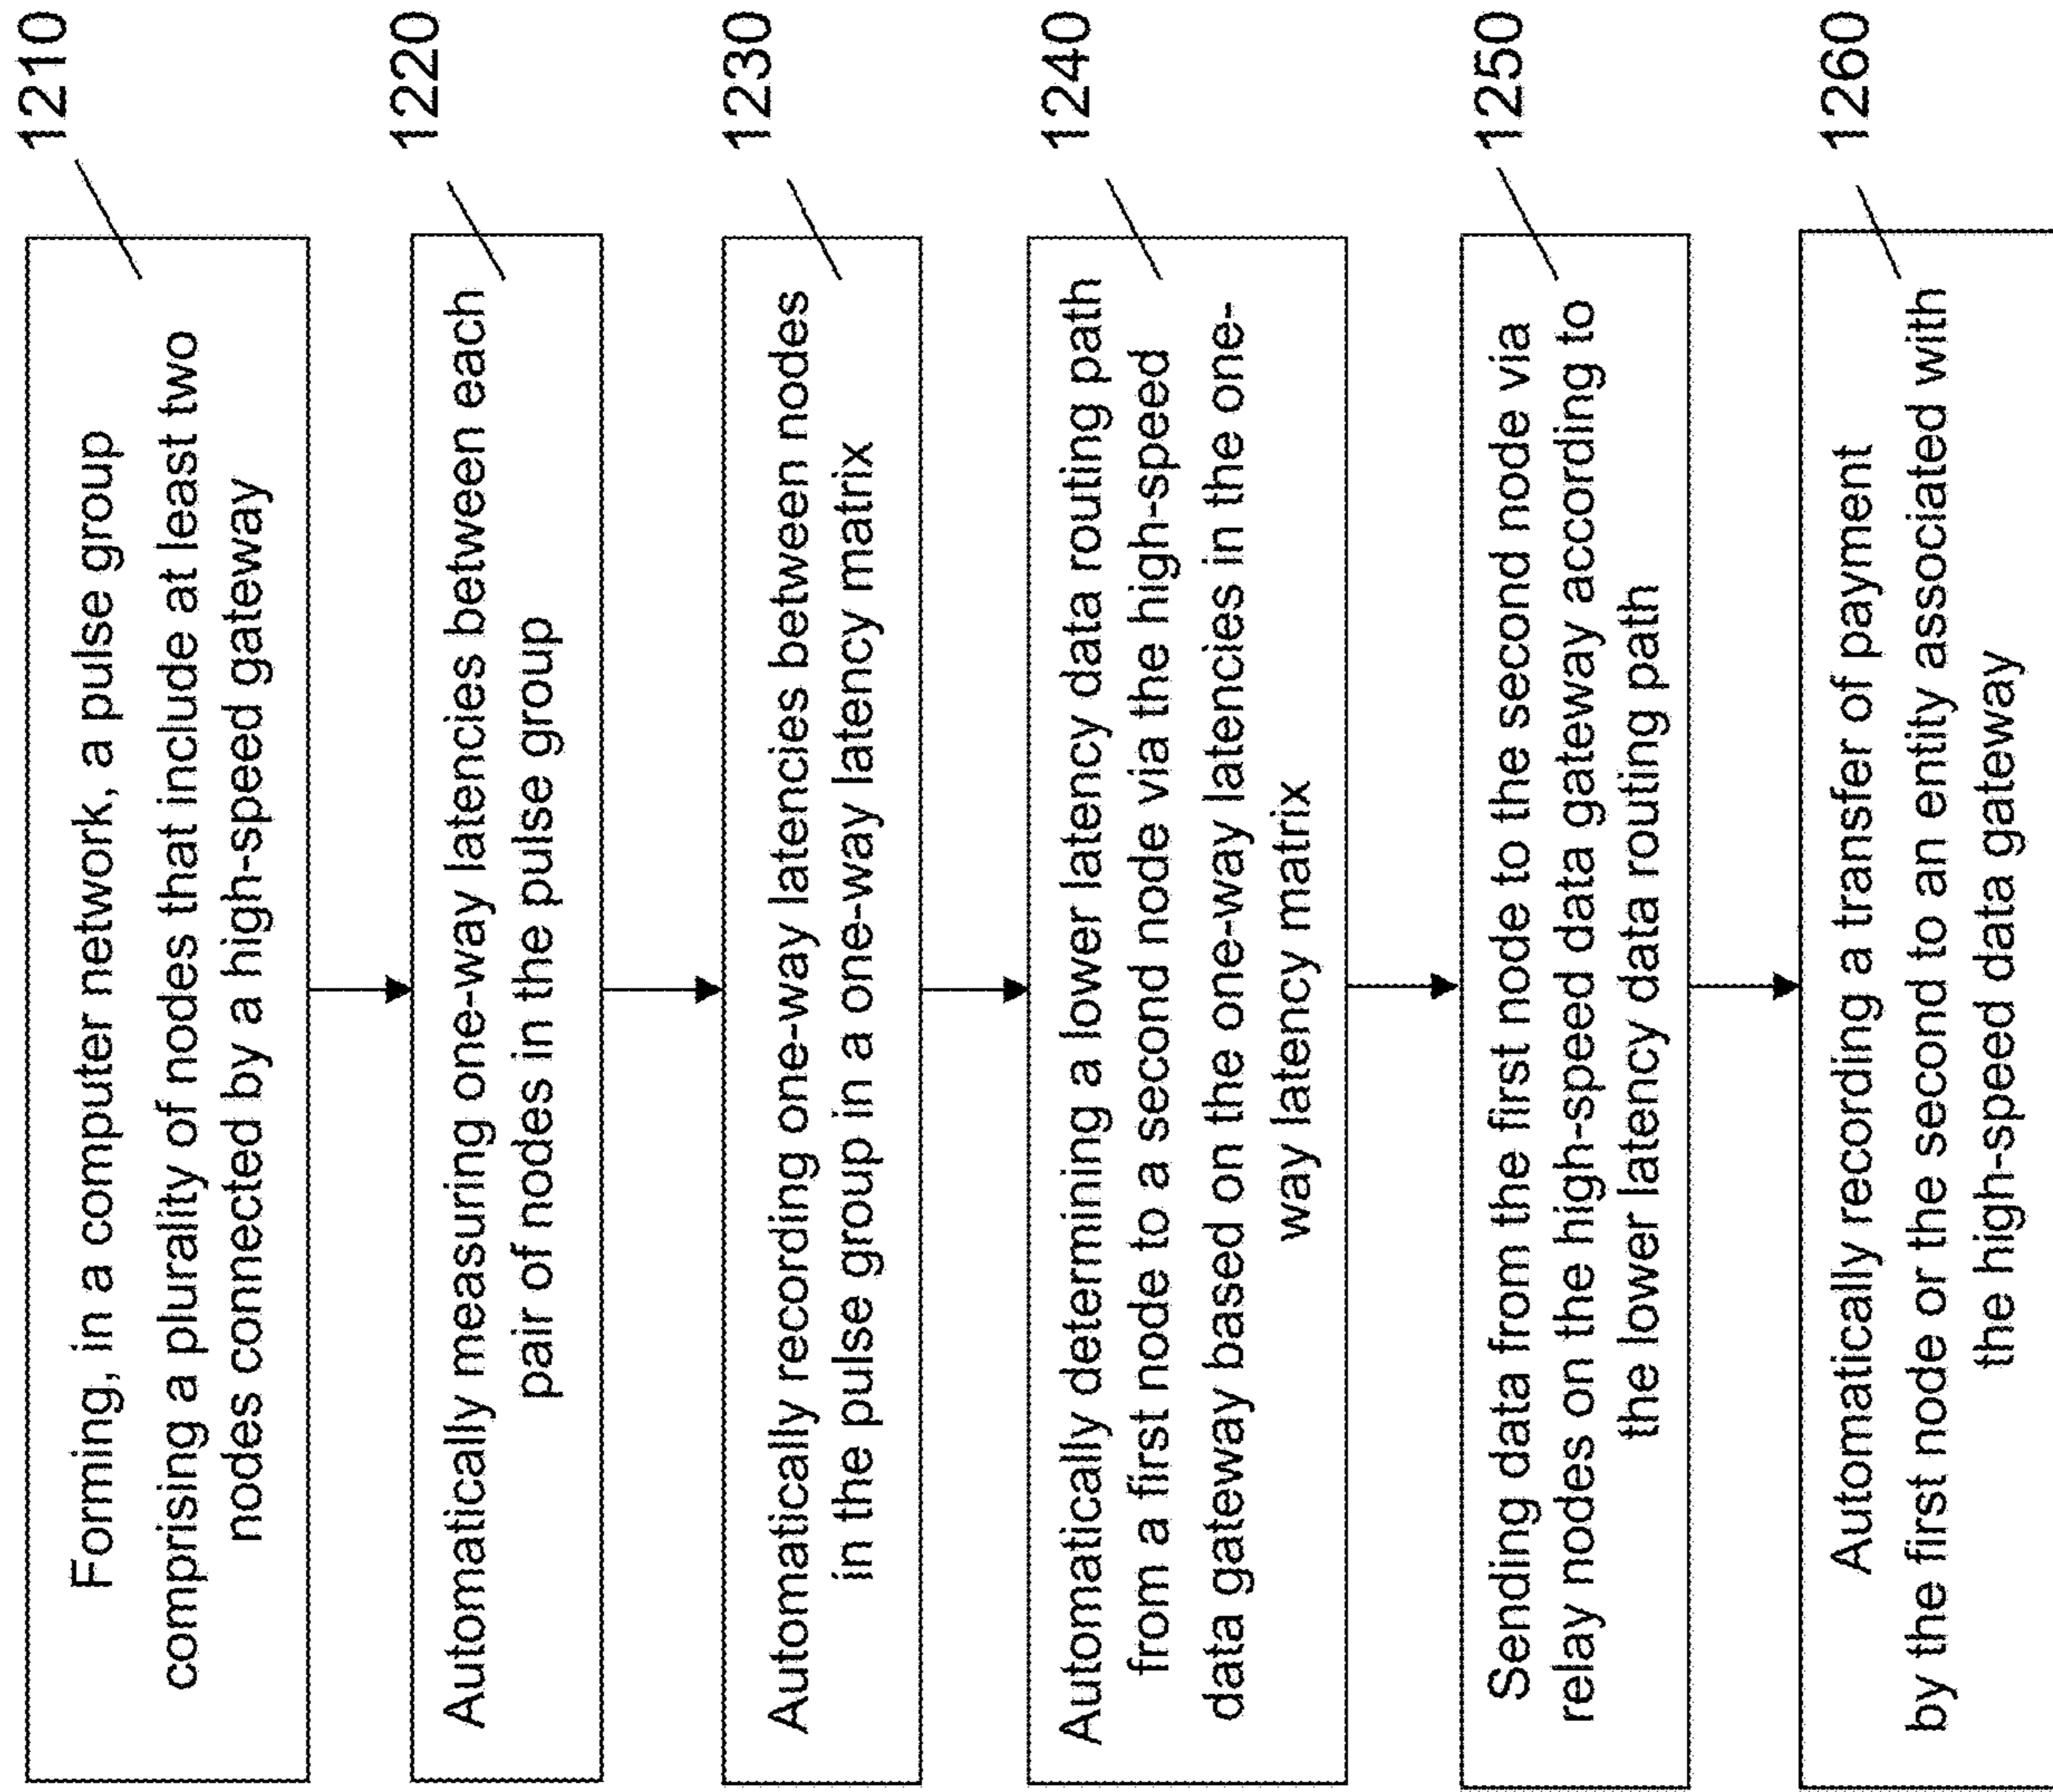 1210
Forming, in a computer network, a pulse group
comprising a plurality of nodes that include at least two
nodes connected by a high-speed gateway
1220
Automatically measuring one-way latencies between each
pair of nodes in the pulse group
1230
Automatically recording one-way latencies between nodes
in the pulse group in a one-way latency matrix
1240
Automatically determining a lower latency data routing path
from a first node to a second node via the high-speed
data gateway based on the one-way latencies in the one-
way latency matrix
1250
Sending data from the first node to the second node via
relay nodes on the high-speed data gateway according to
the lower latency data routing path
1260
Automatically recording a transfer of payment
by the first node or the second to an entity associated with
the high-speed data gateway